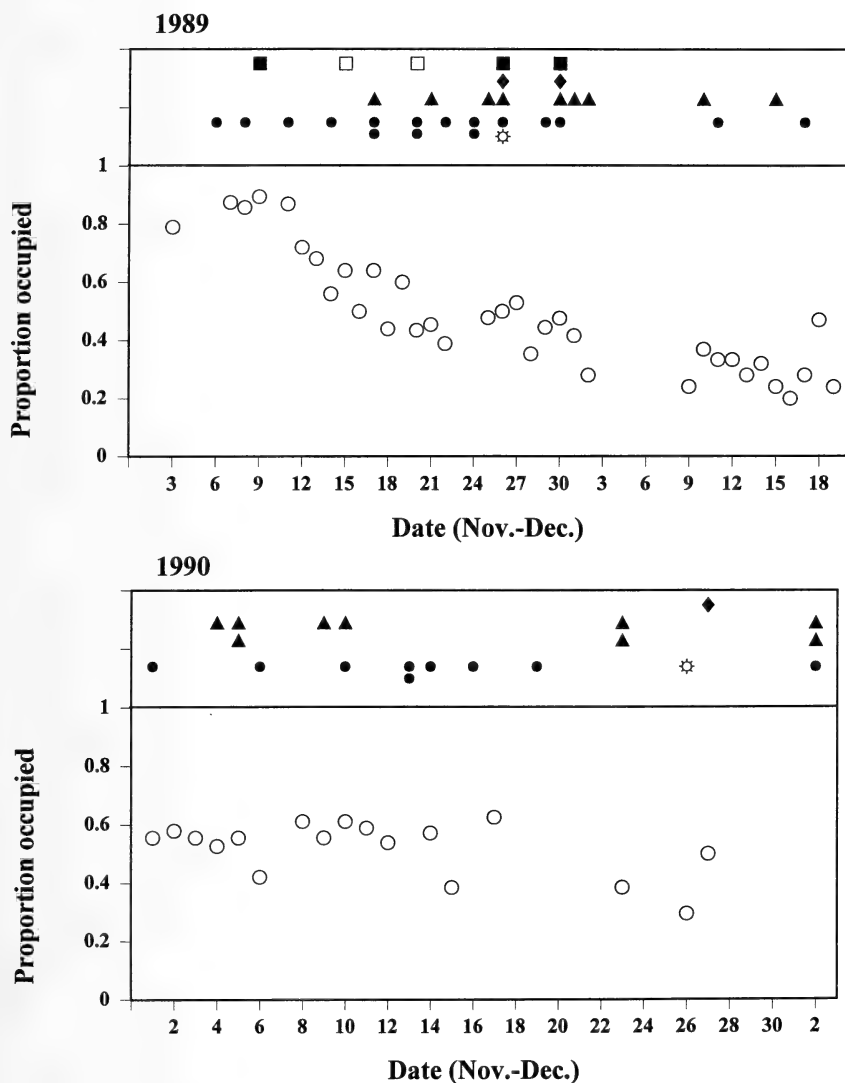 1989
1
0.8
0.6
0.4
0.2
0
Proportion occupied
3 6 9 12 15 18 21 24 27 30 3 6 9 12 15 18
Date (Nov.-Dec.)
1990
1
0.8
0.6
0.4
0.2
0
Proportion occupied
2 4 6 8 10 12 14 16 18 20 22 24 26 28 30 2
Date (Nov.-Dec.)